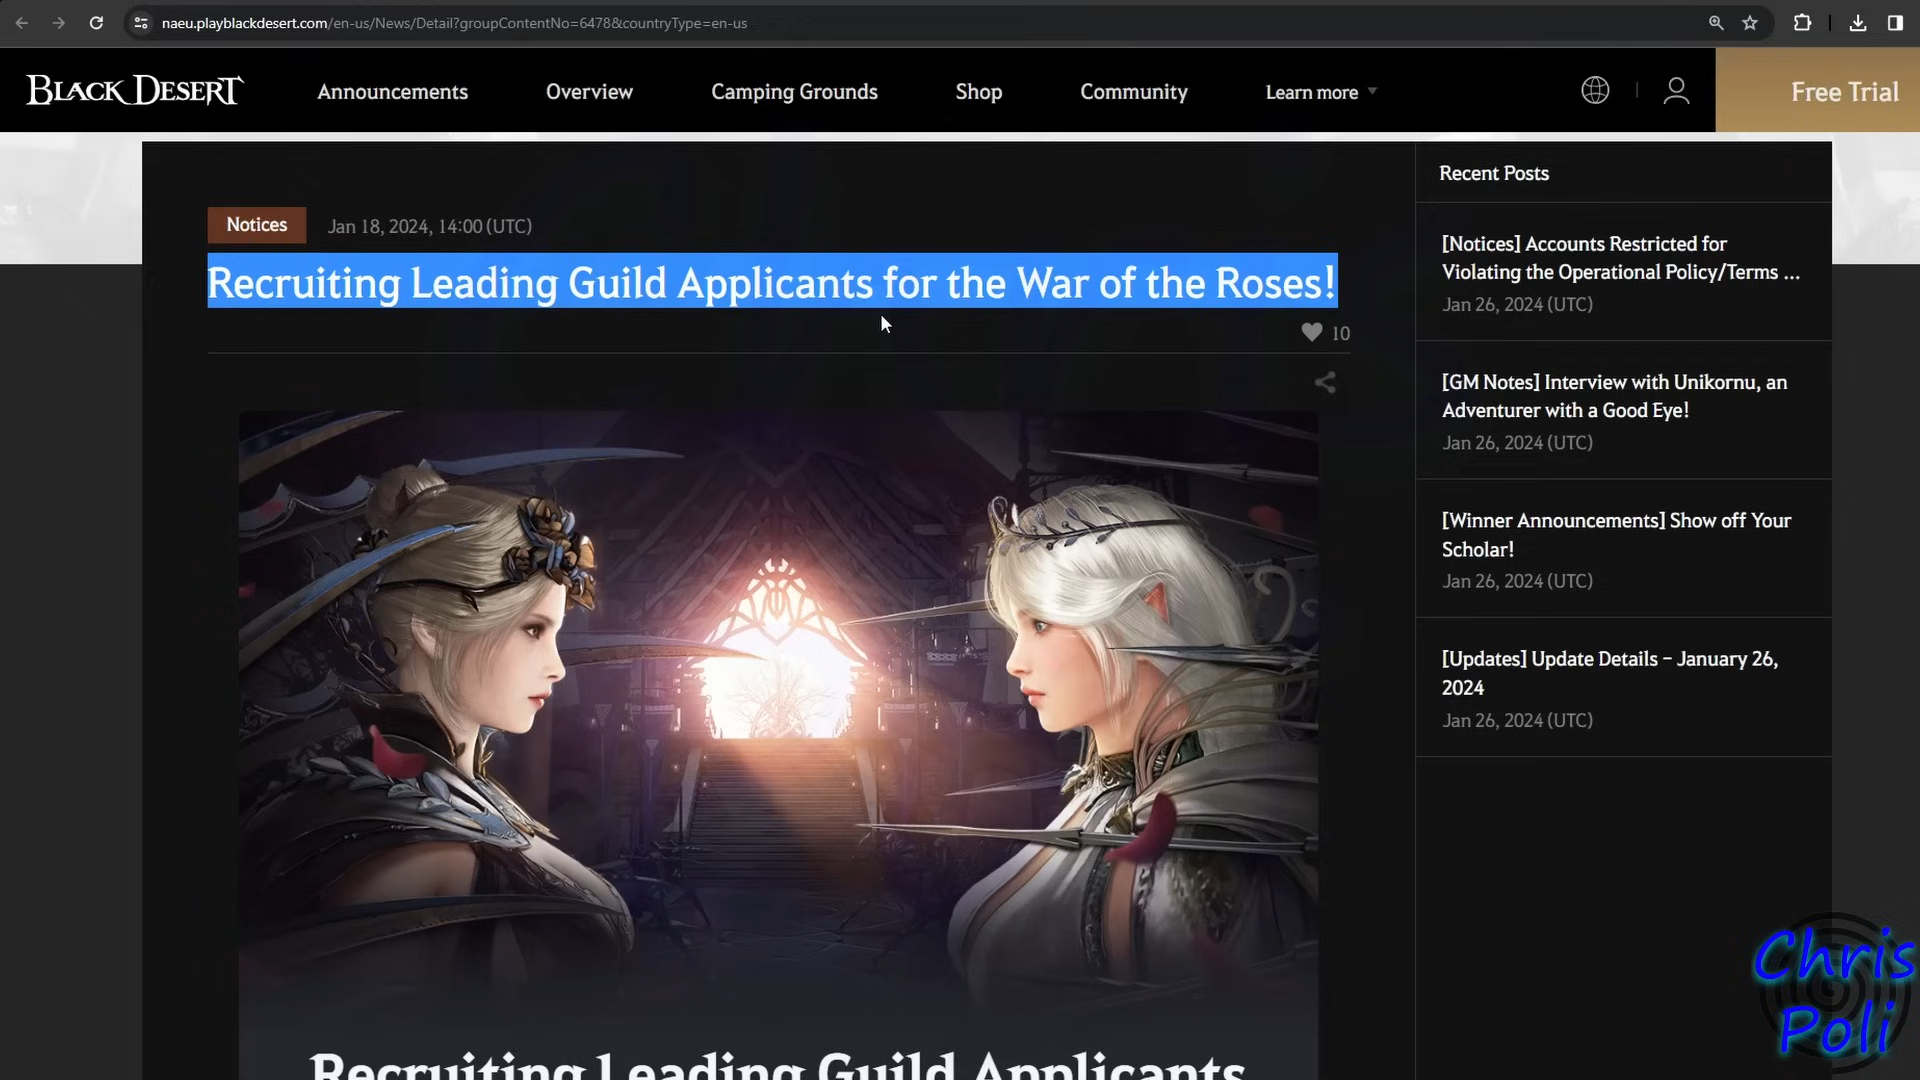 naeu.playblackdesert.com/en-us/News/Detail?groupContentNo=6478&countryType=en-us
BLACK DESERT
Announcements
Overview
Camping Grounds
Shop
Community
Learn more
Free Trial
Notices
Jan 18, 2024, 14:00 (UTC)
Recruiting Leading Guild Applicants for the War of the Roses!
10
Recruiting Leading Guild Applicants
Recent Posts
[Notices] Accounts Restricted for
Violating the Operational Policy/Terms ...
Jan 26, 2024 (UTC)
[GM Notes] Interview with Unikornu, an
Adventurer with a Good Eye!
Jan 26, 2024 (UTC)
[Winner Announcements] Show off Your
Scholar!
Jan 26, 2024 (UTC)
[Updates] Update Details – January 26,
2024
Jan 26, 2024 (UTC)
Chris
Poli